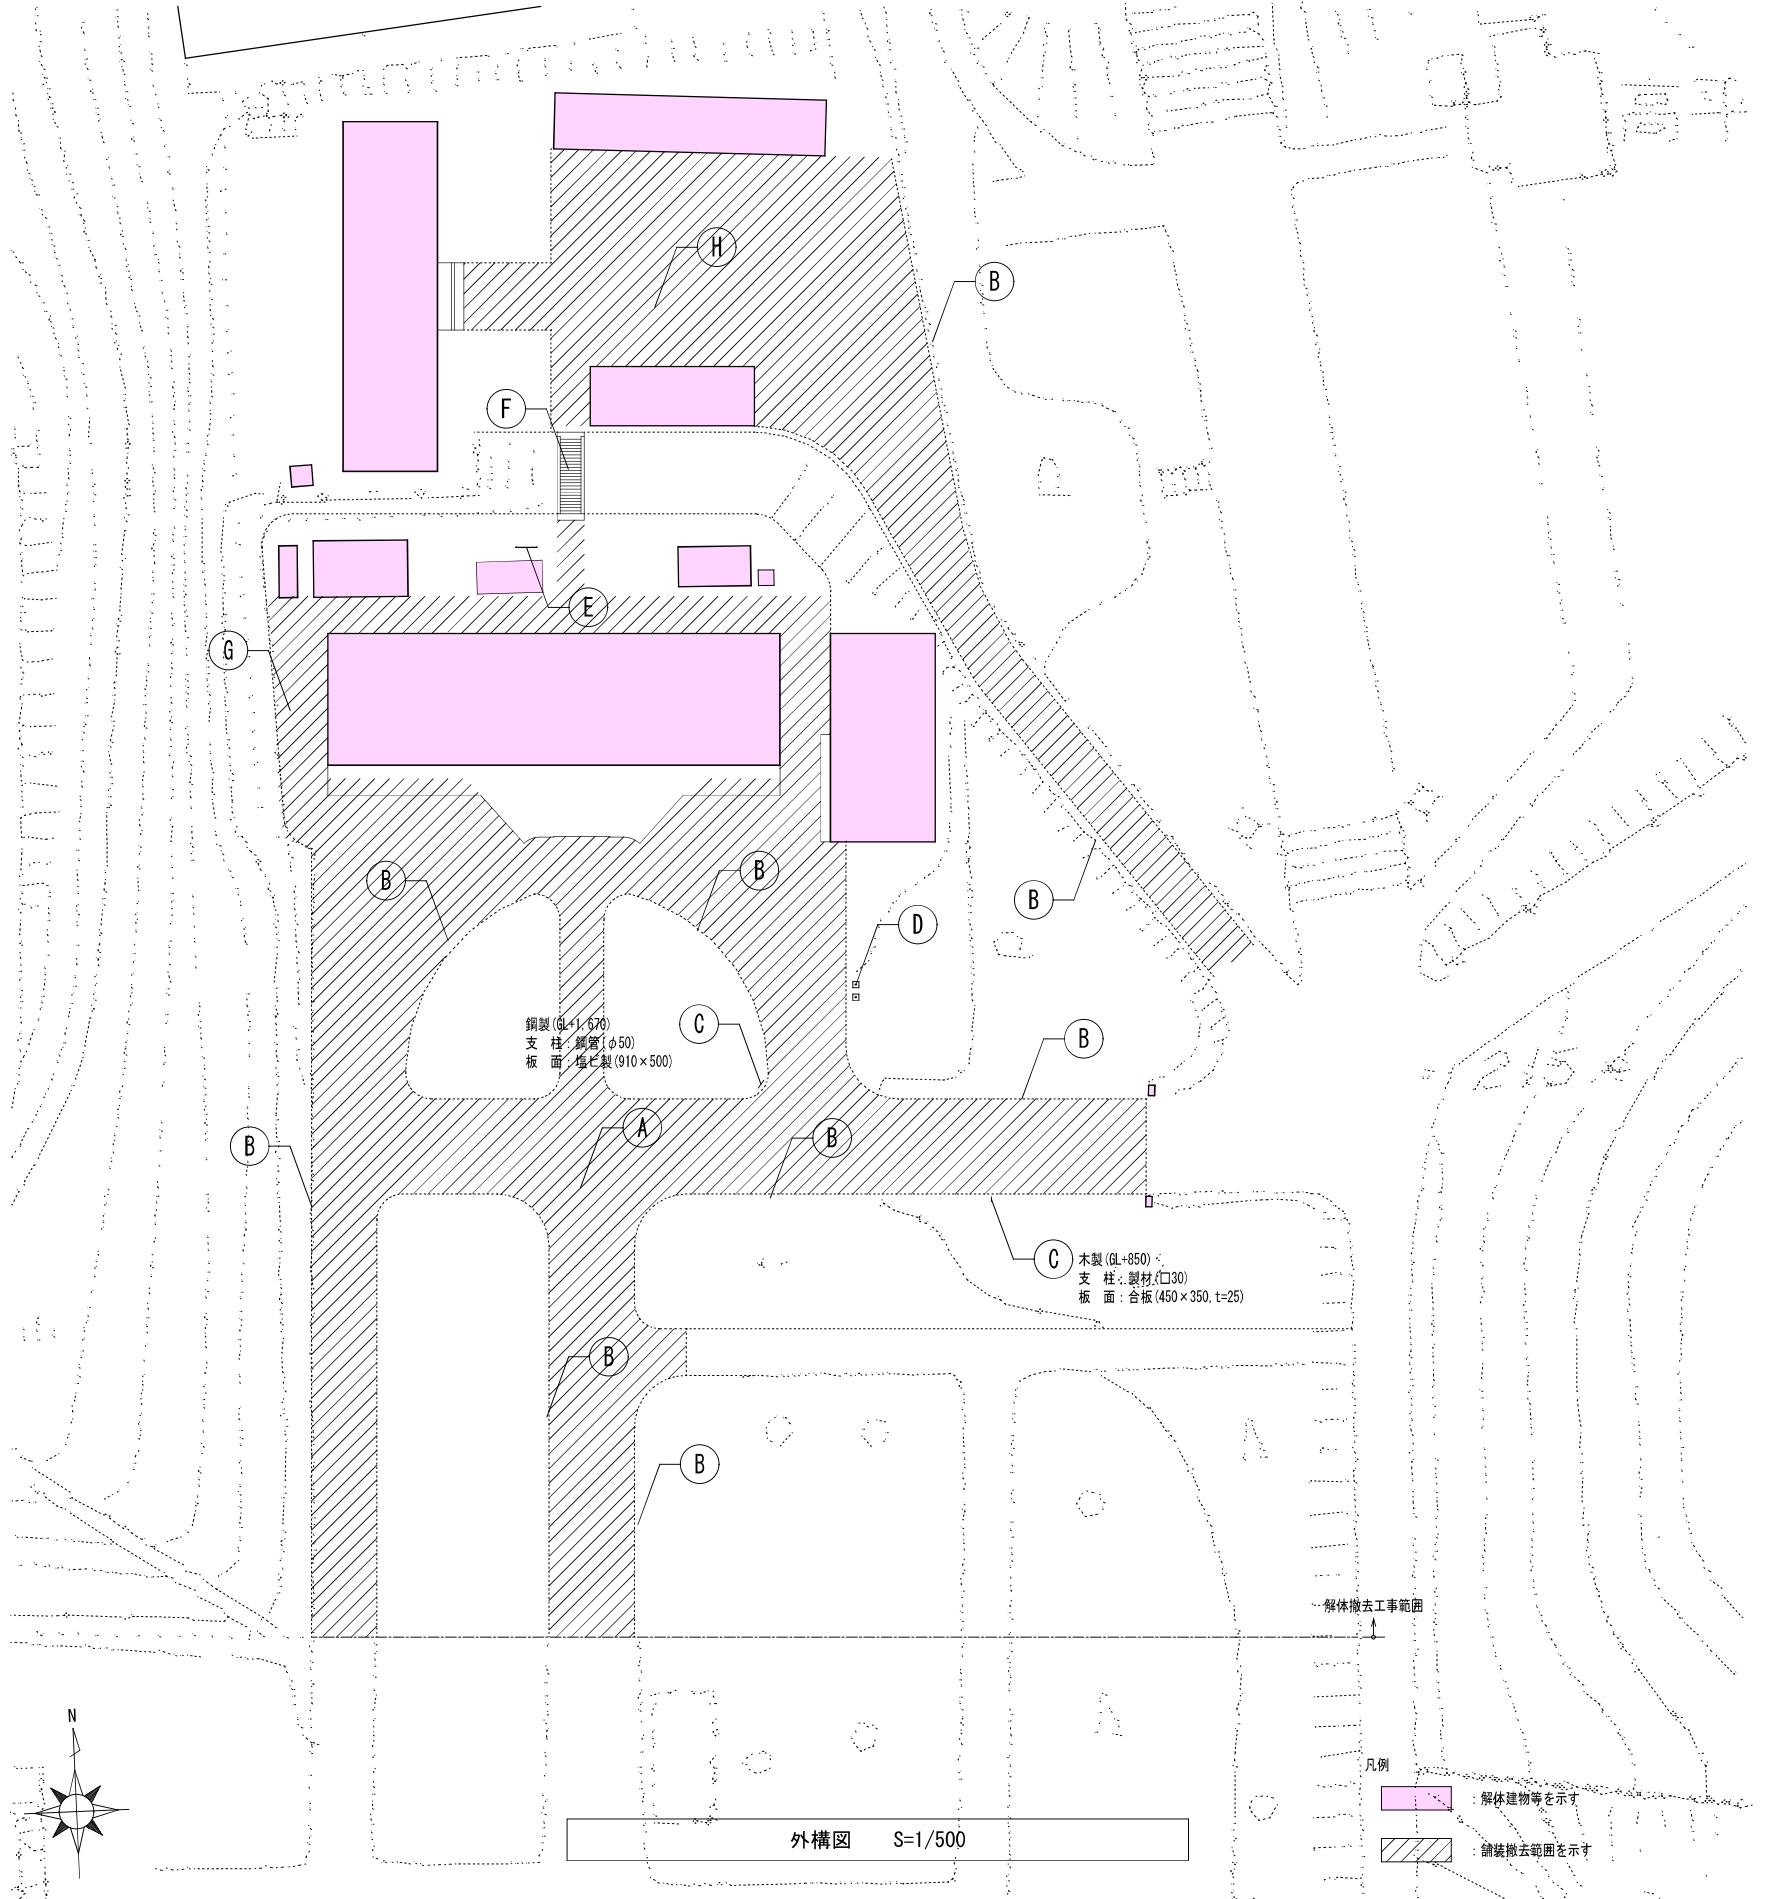 H
B
F
E
G
B
B
B
D
鋼製(GL+1,670)
支　柱：鋼管(φ50)
板　面：塩ビ製(910×500)
C
B
A
B
B
C
木製(GL+850)
支　柱：製材(□30)
板　面：合板(450×350,t=25)
B
B
解体撤去工事範囲
N
凡例
：解体建物等を示す
：舗装撤去範囲を示す
外構図　　S=1/500